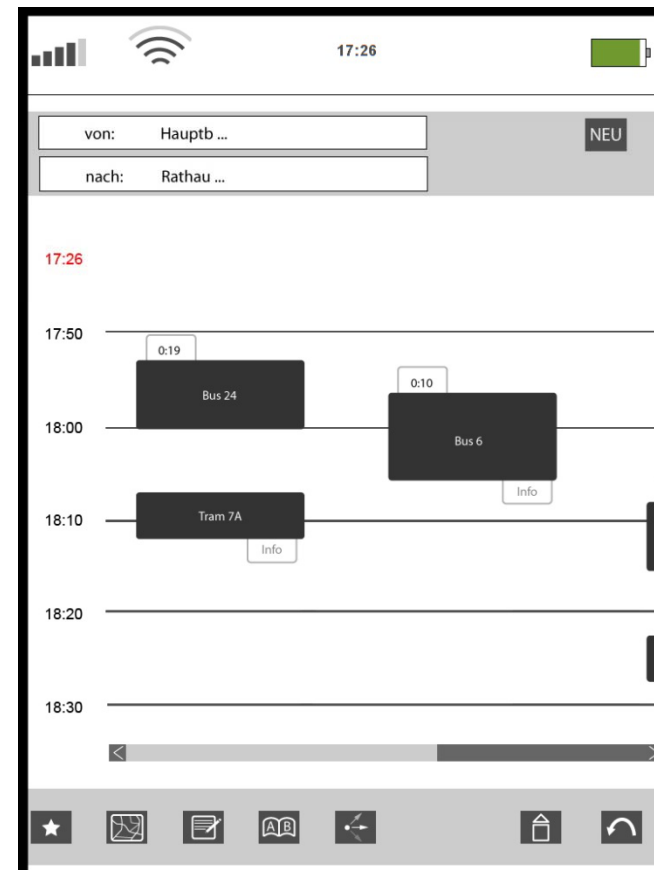 17:26
von: Hauptb ...
NEU
nach: Rathau ...
17:26
17:50
0:19
Bus 24
0:10
18:00
Bus 6
Info
18:10
Tram 7A
Info
18:20
18:30
A B